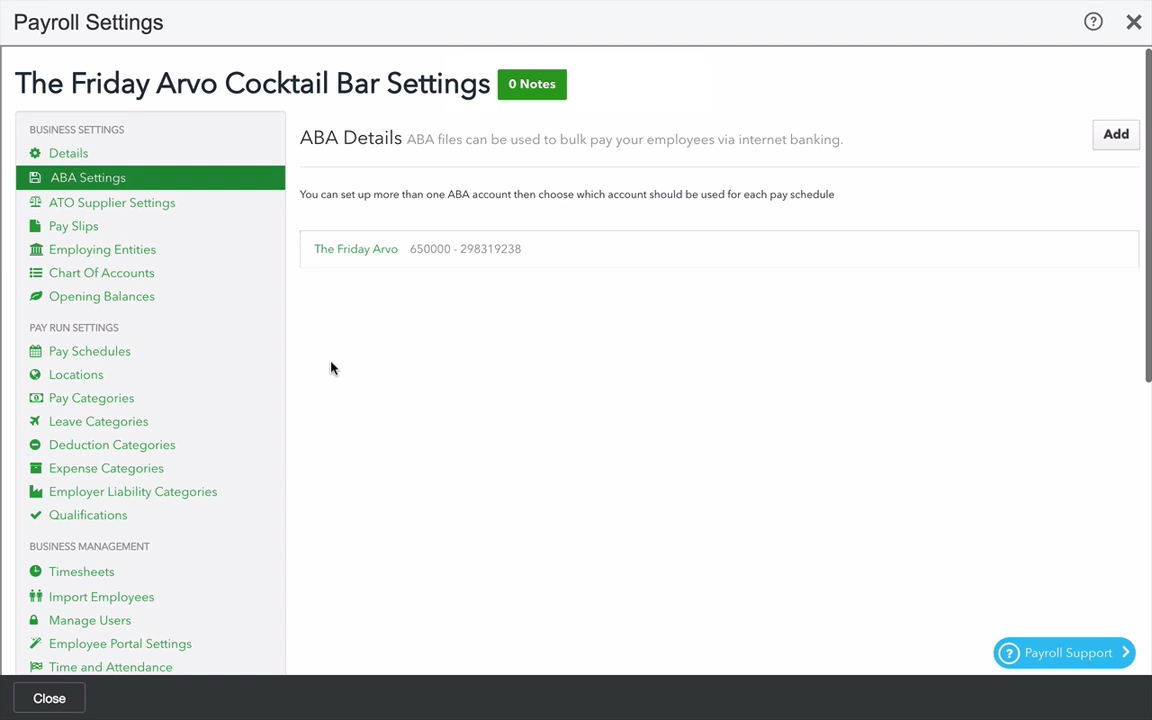 Payroll Settings
The Friday Arvo Cocktail Bar Settings 0 Notes
BUSINESS SETTINGS
Details
ABA Settings
ATO Supplier Settings
Pay Slips
Employing Entities
Chart Of Accounts
Opening Balances
PAY RUN SETTINGS
Pay Schedules
Locations
Pay Categories
Leave Categories
Deduction Categories
Expense Categories
Employer Liability Categories
Qualifications
BUSINESS MANAGEMENT
Timesheets
Import Employees
Manage Users
Employee Portal Settings
Time and Attendance
ABA Details ABA files can be used to bulk pay your employees via internet banking.
Add
You can set up more than one ABA account then choose which account should be used for each pay schedule
The Friday Arvo 650000 - 298319238
Payroll Support
Close